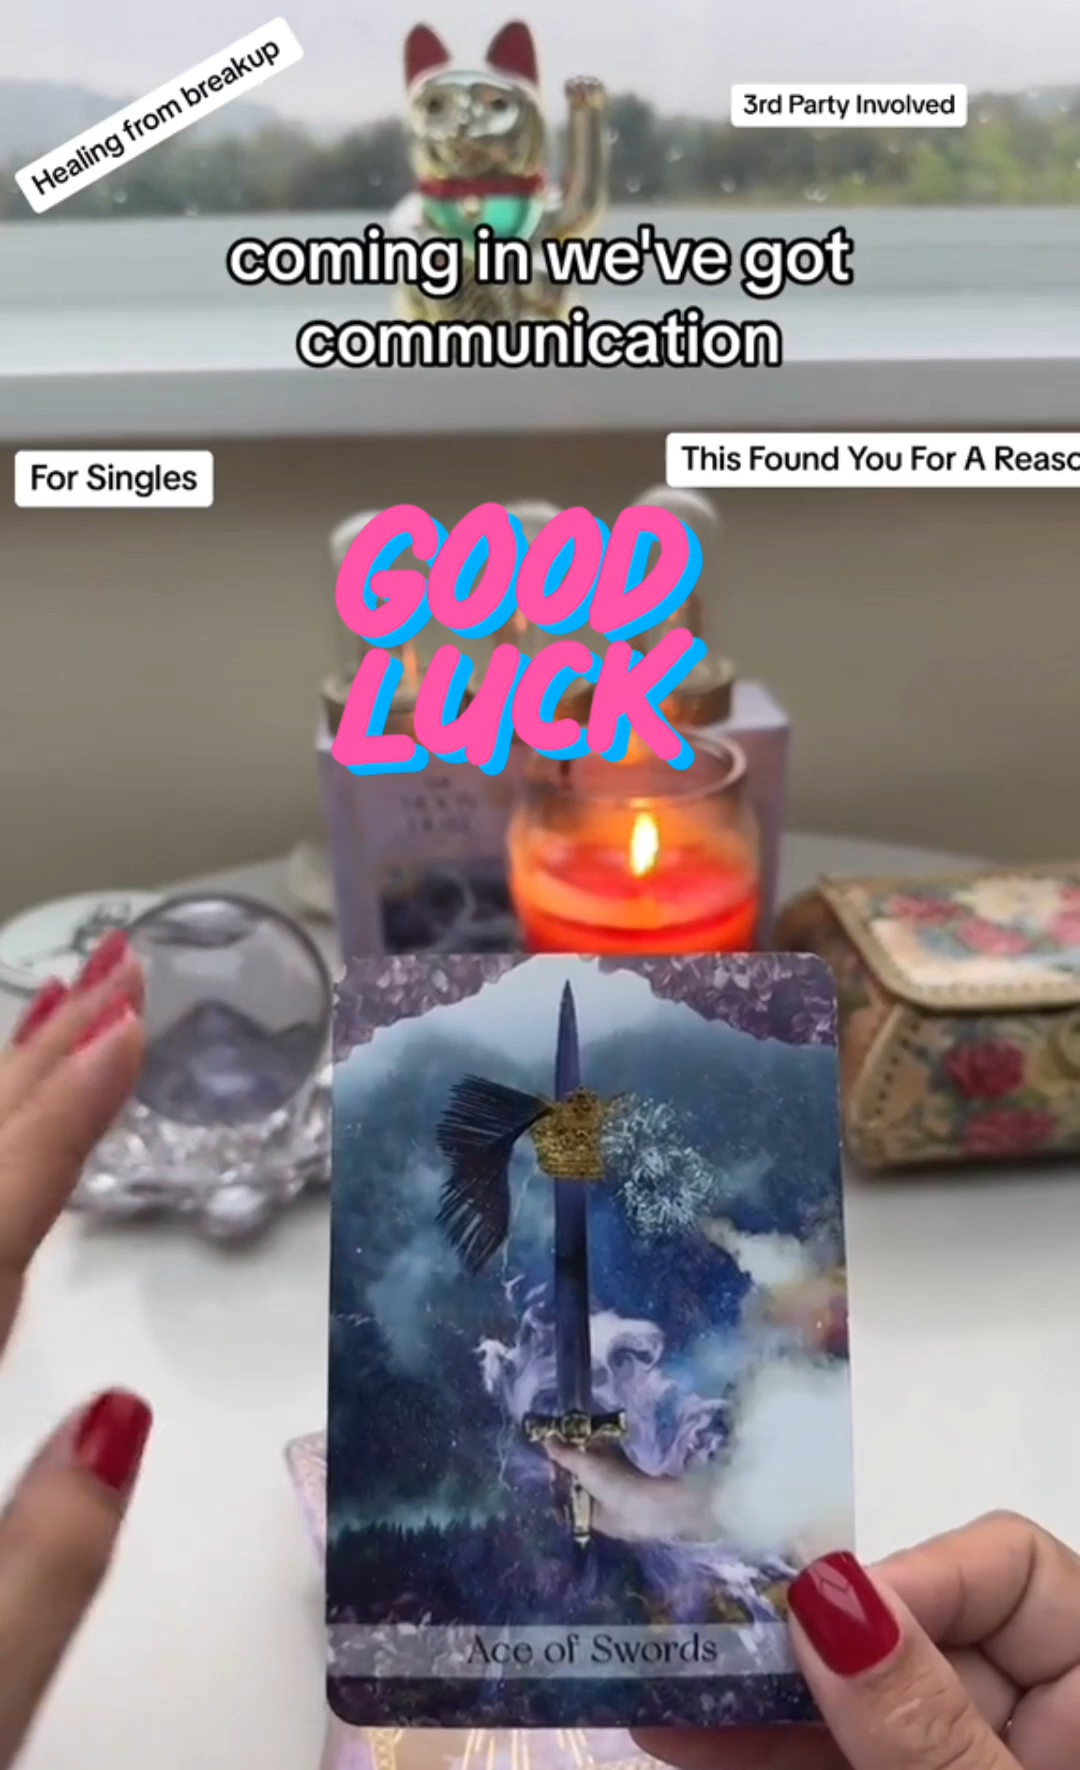 Healing from breakup
3rd Party Involved
coming in we've got
communication
For Singles
This Found You For A Reaso
GOOD
LUCK
Ace of Swords